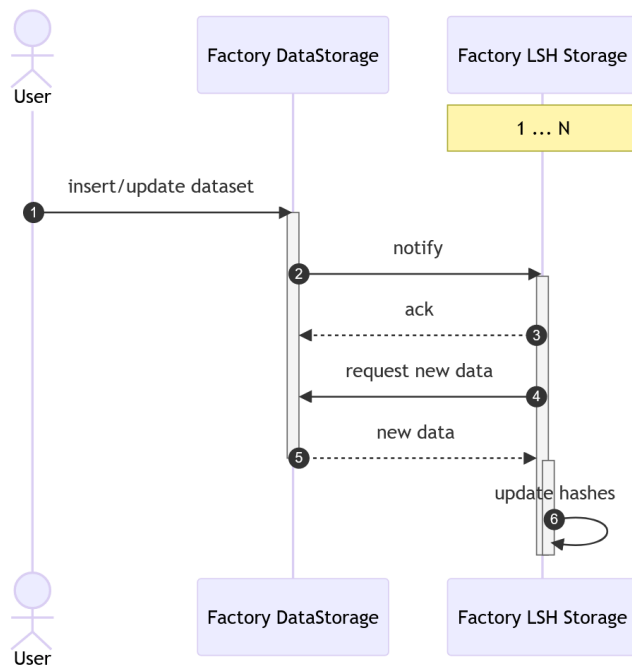 User
Factory DataStorage
Factory LSH Storage
1 ... N
insert/update dataset
1
notify
2
ack
3
request new data
4
new data
5
update hashes
6
User
Factory DataStorage
Factory LSH Storage